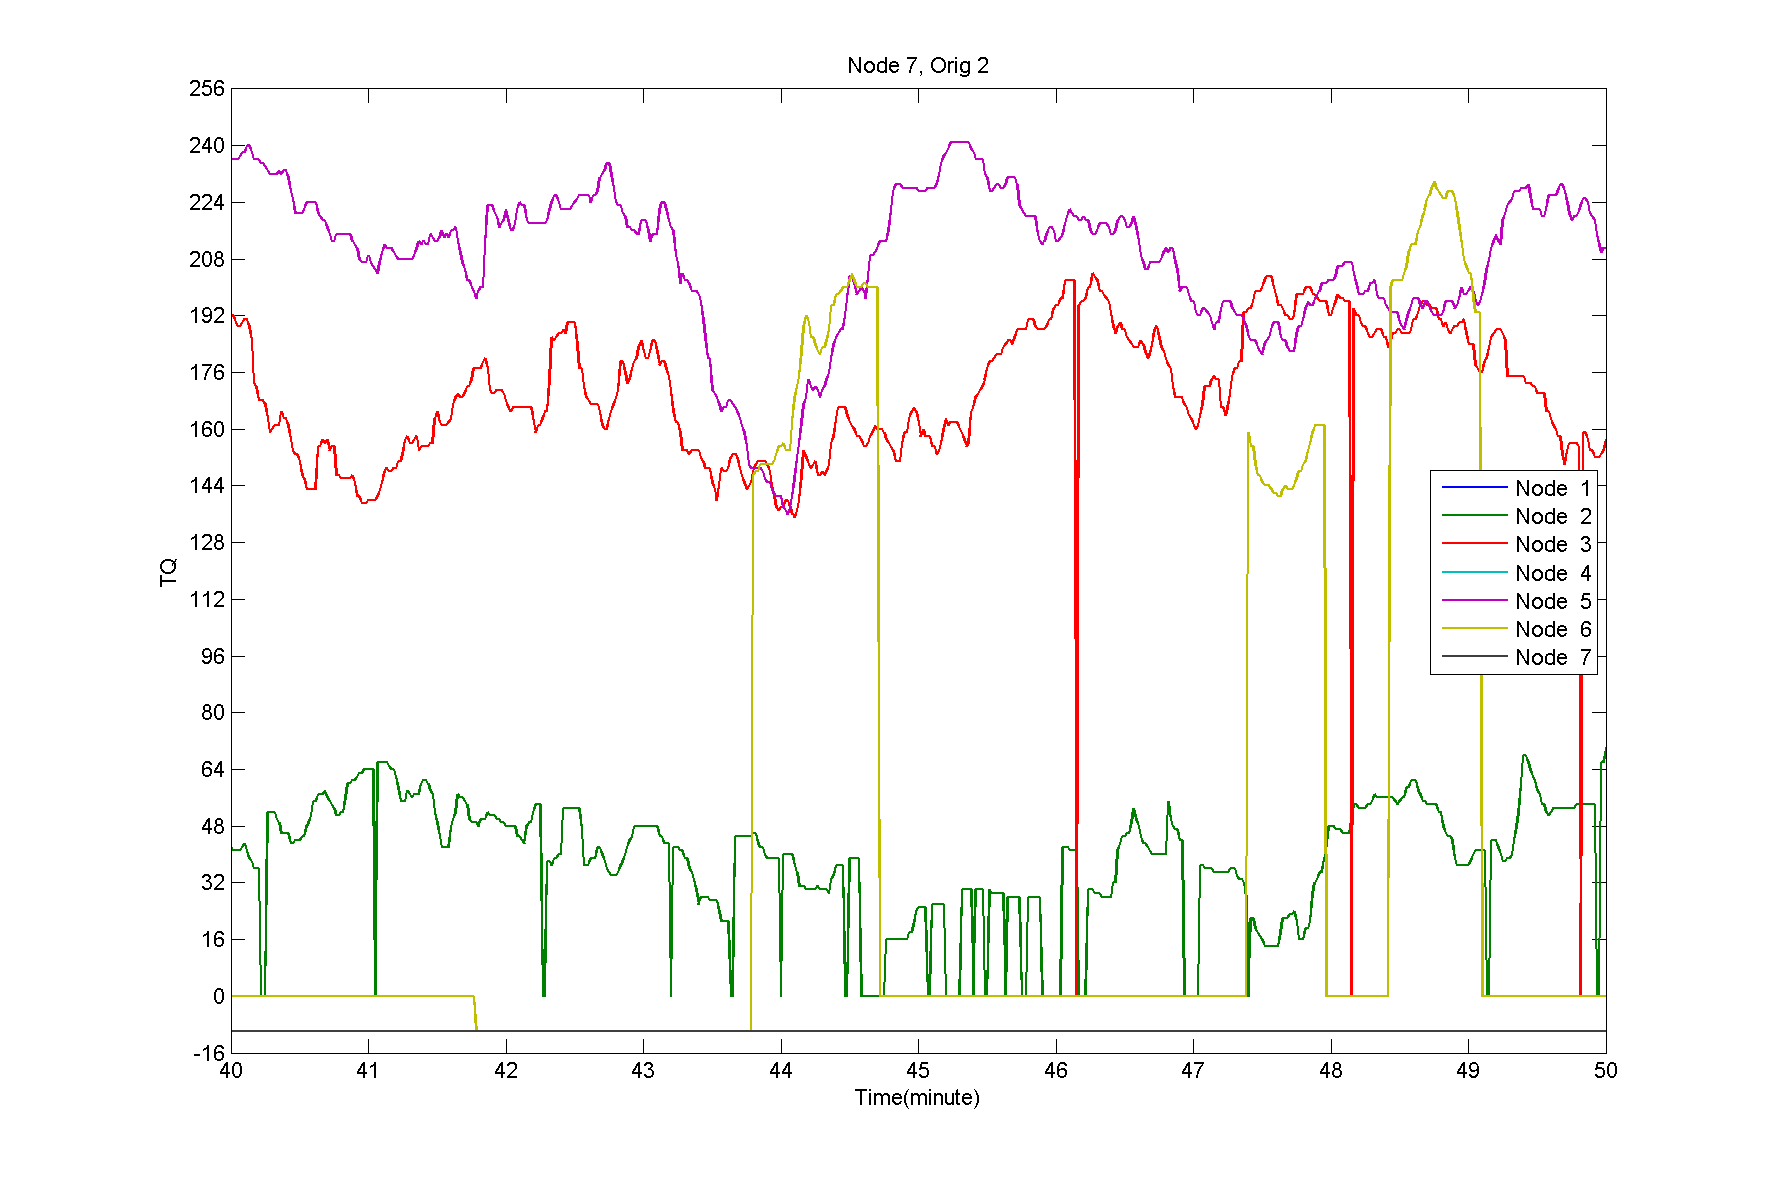 Node 7, Orig 2
256
240
224
208
192
176
160
144
128
112
96
80
64
48
32
16
0
-16
TQ
Node 1
Node 2
Node 3
Node 4
Node 5
Node 6
Node 7
40 41 42 43 44 45 46 47 48 49 50
Time(minute)